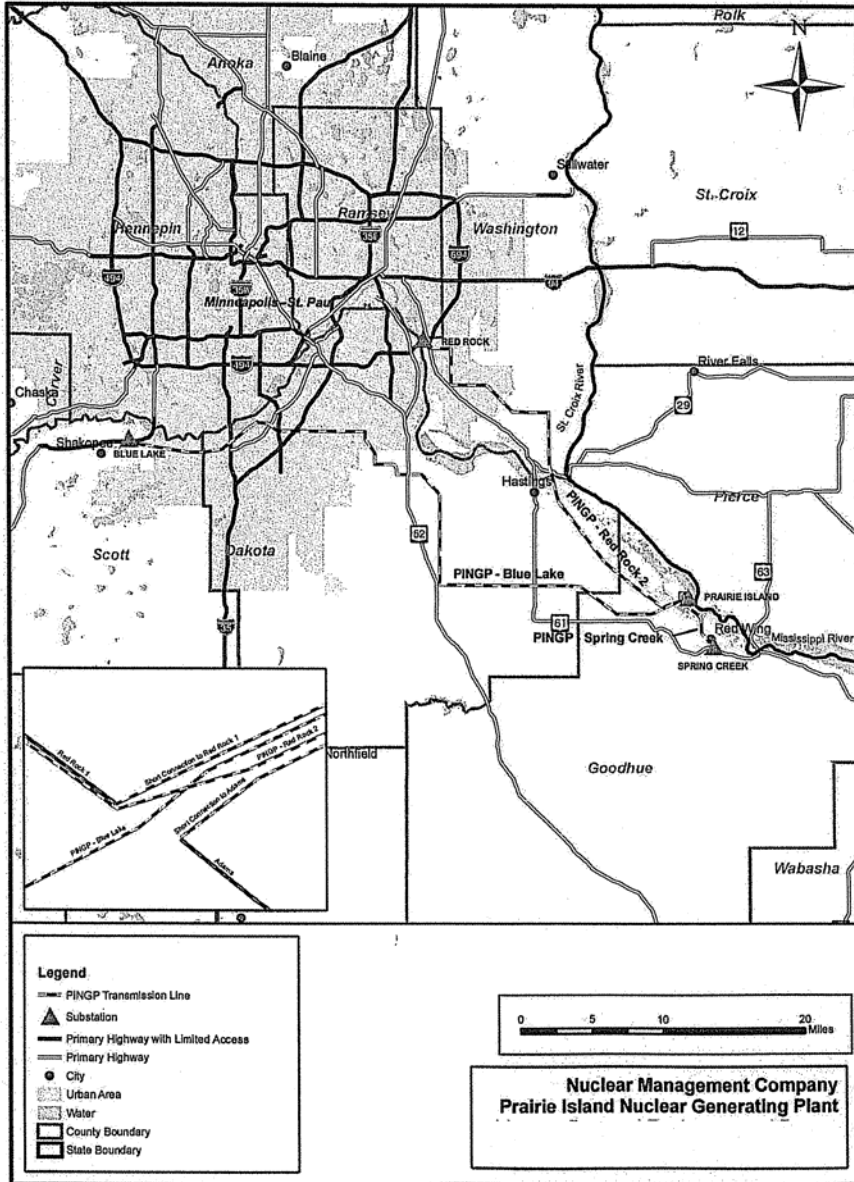 Polk
N
Anoka
Blaine
Stillwater
St. Croix
Hennepin
Ramsey
Washington
12
35E
694
494
35W
94
Minneapolis-St. Paul
RED ROCK
494
River Falls
Carver
Chaska
St. Croix River
29
Shakopee
BLUE LAKE
Hastings
Pierce
52
Scott
Dakota
PINGP - Red Rock 2
PINGP - Blue Lake
63
PRAIRIE ISLAND
61
Red Wing
PINGP Spring Creek
Mississippi River
35
SPRING CREEK
Short Connection to Red Rock 1
Red Rock 1
PINGP - Red Rock 2
Northfield
Short Connection to Adams
PINGP - Blue Lake
Adams
Goodhue
Wabasha
Legend
PINGP Transmission Line
Substation
Primary Highway with Limited Access
Primary Highway
City
Urban Area
Water
County Boundary
State Boundary
0 5 10 20
Miles
Nuclear Management Company
Prairie Island Nuclear Generating Plant